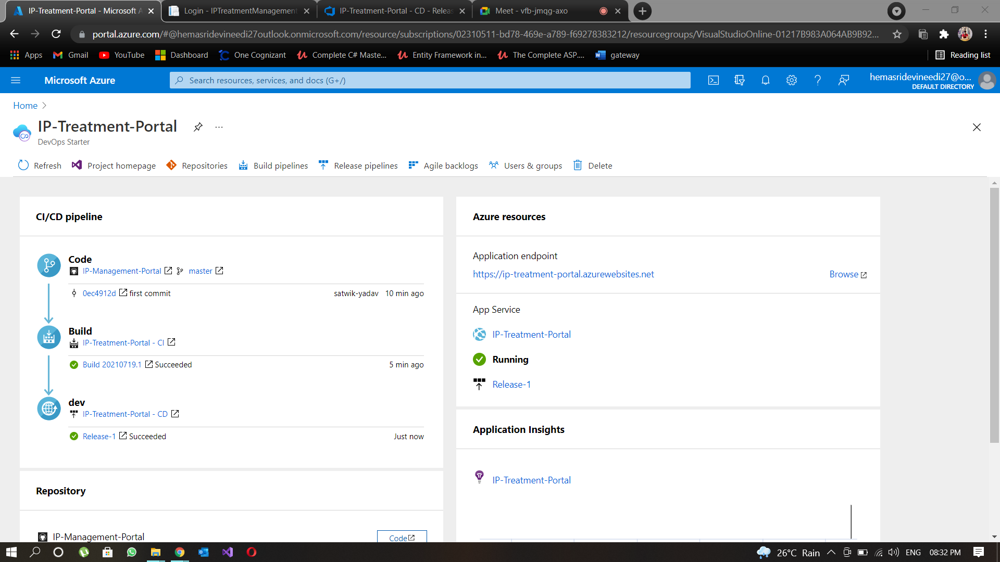 IP-Treatment-Portal - Microsoft A
Login - IPTreatmentManagement
IP-Treatment-Portal - CD - Releas
Meet - vfb-jmqg-axo
portal.azure.com/#@hemasridevineedi27outlook.onmicrosoft.com/resource/subscriptions/02310511-bd78-469e-a789-f69278383212/resourcegroups/VisualStudioOnline-01217B983A064AB9B92...
Apps
Gmail
YouTube
Dashboard
One Cognizant
Complete C# Maste...
Entity Framework in...
The Complete ASP....
gateway
Reading list
Microsoft Azure
Search resources, services, and docs (G+/)
hemasridevineedi27@o...
DEFAULT DIRECTORY
Home
IP-Treatment-Portal
DevOps Starter
Refresh
Project homepage
Repositories
Build pipelines
Release pipelines
Agile backlogs
Users & groups
Delete
CI/CD pipeline
Code
IP-Management-Portal master
0ec4912d first commit satwik-yadav 10 min ago
Build
IP-Treatment-Portal - CI
Build 20210719.1 Succeeded 5 min ago
dev
IP-Treatment-Portal - CD
Release-1 Succeeded Just now
Repository
IP-Management-Portal
Code
Azure resources
Application endpoint
https://ip-treatment-portal.azurewebsites.net Browse
App Service
IP-Treatment-Portal
Running
Release-1
Application Insights
IP-Treatment-Portal
26°C Rain
ENG
08:32 PM